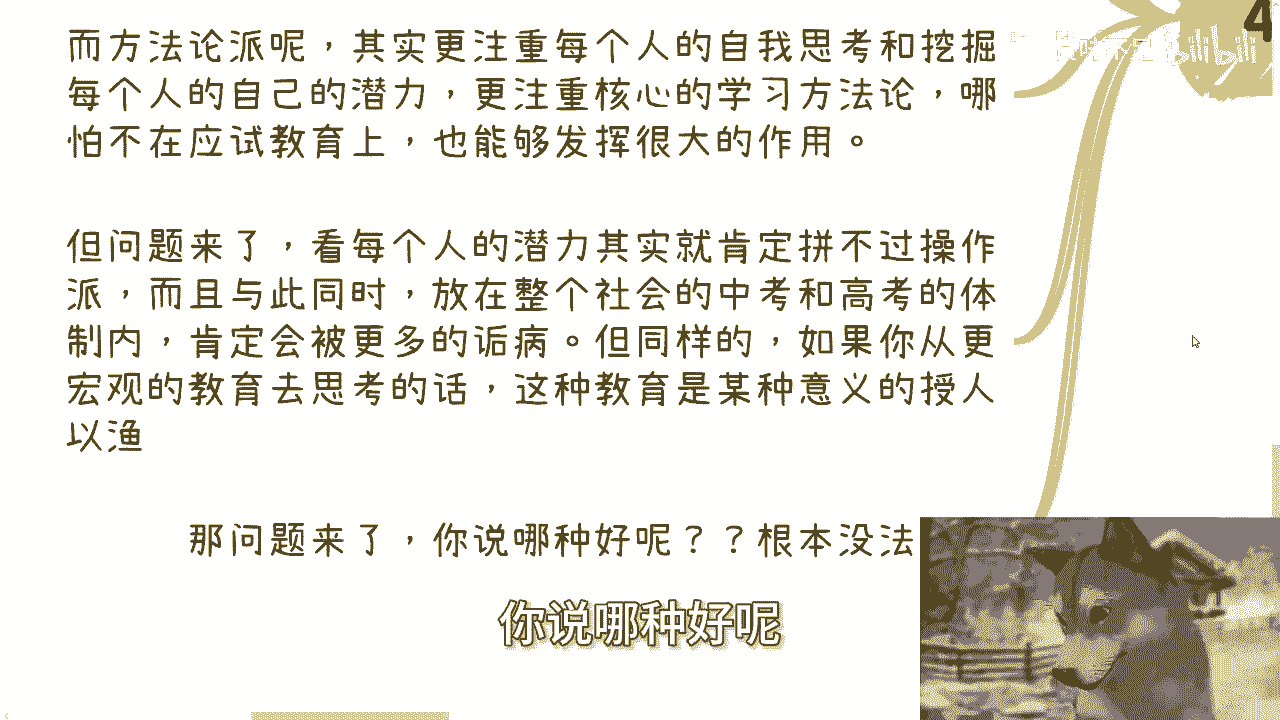 而方法论派呢，其实更注重每个人的自我思考和挖掘
每个人的自己的潜力，更注重核心的学习方法论，哪
怕不在应试教育上，也能够发挥很大的作用。
但问题来了，看每个人的潜力其实就肯定拼不过操作
派，而且与此同时，放在整个社会的中考和高考的体
制内，肯定会被更多的诟病。但同样的，如果你从更
宏观的教育去思考的话，这种教育是某种意义的授人
以渔
那问题来了，你说哪种好呢？？根本没法
你说哪种好呢
4
bilibili